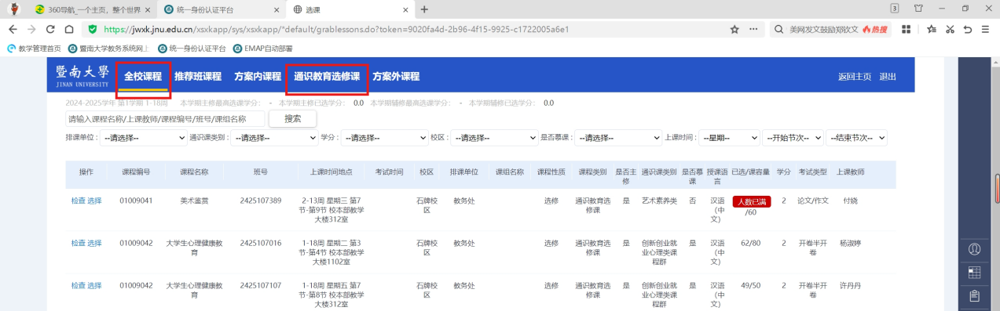 360导航_一个主页，整个世界
统一身份认证平台
选课
3
https://jwxk.jnu.edu.cn/xsxkapp/sys/xsxkapp/*default/grablessons.do?token=9020fa4d-2b96-4f15-9925-c1722005a6e1
美网发文鼓励郑钦文 热搜
教学管理首页 暨南大学教务系统网上 统一身份认证平台 EMAP自动部署
暨南大學
JINAN UNIVERSITY
全校课程 推荐班课程 方案内课程 通识教育选修课 方案外课程 返回主页 退出
2024-2025学年 第1学期 1-18周 本学期主修最高选课学分： - 本学期主修已选学分： 0.0 本学期辅修最高选课学分： - 本学期辅修已选学分： 0.0
请输入课程名称/上课教师/课程编号/班号/课组名称 搜索
排课单位： --请选择-- 通识课类别： --请选择-- 学分： --请选择-- 校区： --请选择-- 是否慕课： --请选择-- 上课时间： --星期-- --开始节次-- --结束节次--
操作 课程编号 课程名称 班号 上课时间地点 考试时间 校区 排课单位 课组名称 课程性质 课程类别 是否主修 通识课类别 是否慕课 授课语言 已选/课容量 学分 考试类型 上课教师
检查 选择 01009041 美术鉴赏 2425107389 2-13周 星期三 第7节-第9节 校本部教学大楼312室 石牌校区 教务处 选修 通识教育选修课 是 艺术素养类 否 汉语（中文） 人数已满/60 2 论文/作文 付娆
检查 选择 01009042 大学生心理健康教育 2425107016 1-18周 星期二 第3节-第4节 校本部教学大楼1102室 石牌校区 教务处 选修 通识教育选修课 是 创新创业就业心理类课程群 是 汉语（中文） 62/80 2 开卷半开卷 杨淑婷
检查 选择 01009042 大学生心理健康教育 2425107107 1-18周 星期五 第7节-第8节 校本部教学大楼312室 石牌校区 教务处 选修 通识教育选修课 是 创新创业就业心理类课程群 是 汉语（中文） 49/50 2 开卷半开卷 许丹丹